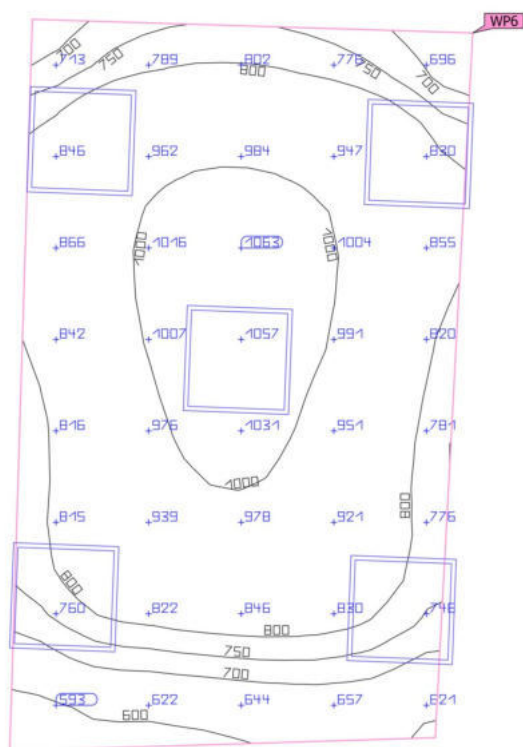 WP6
700
+713 +789 +802 +776 +696
750
750
800
700
+846 +962 +984 +947 +830
+866 +1016 +1063 +1004 +855
1000
1000
+842 +1007 +1057 +991 +820
+816 +976 +1031 +951 +781
1000
800
+815 +939 +978 +921 +776
800
+760 +822 +846 +830 +746
800
750
700
+593 +622 +644 +657 +621
600